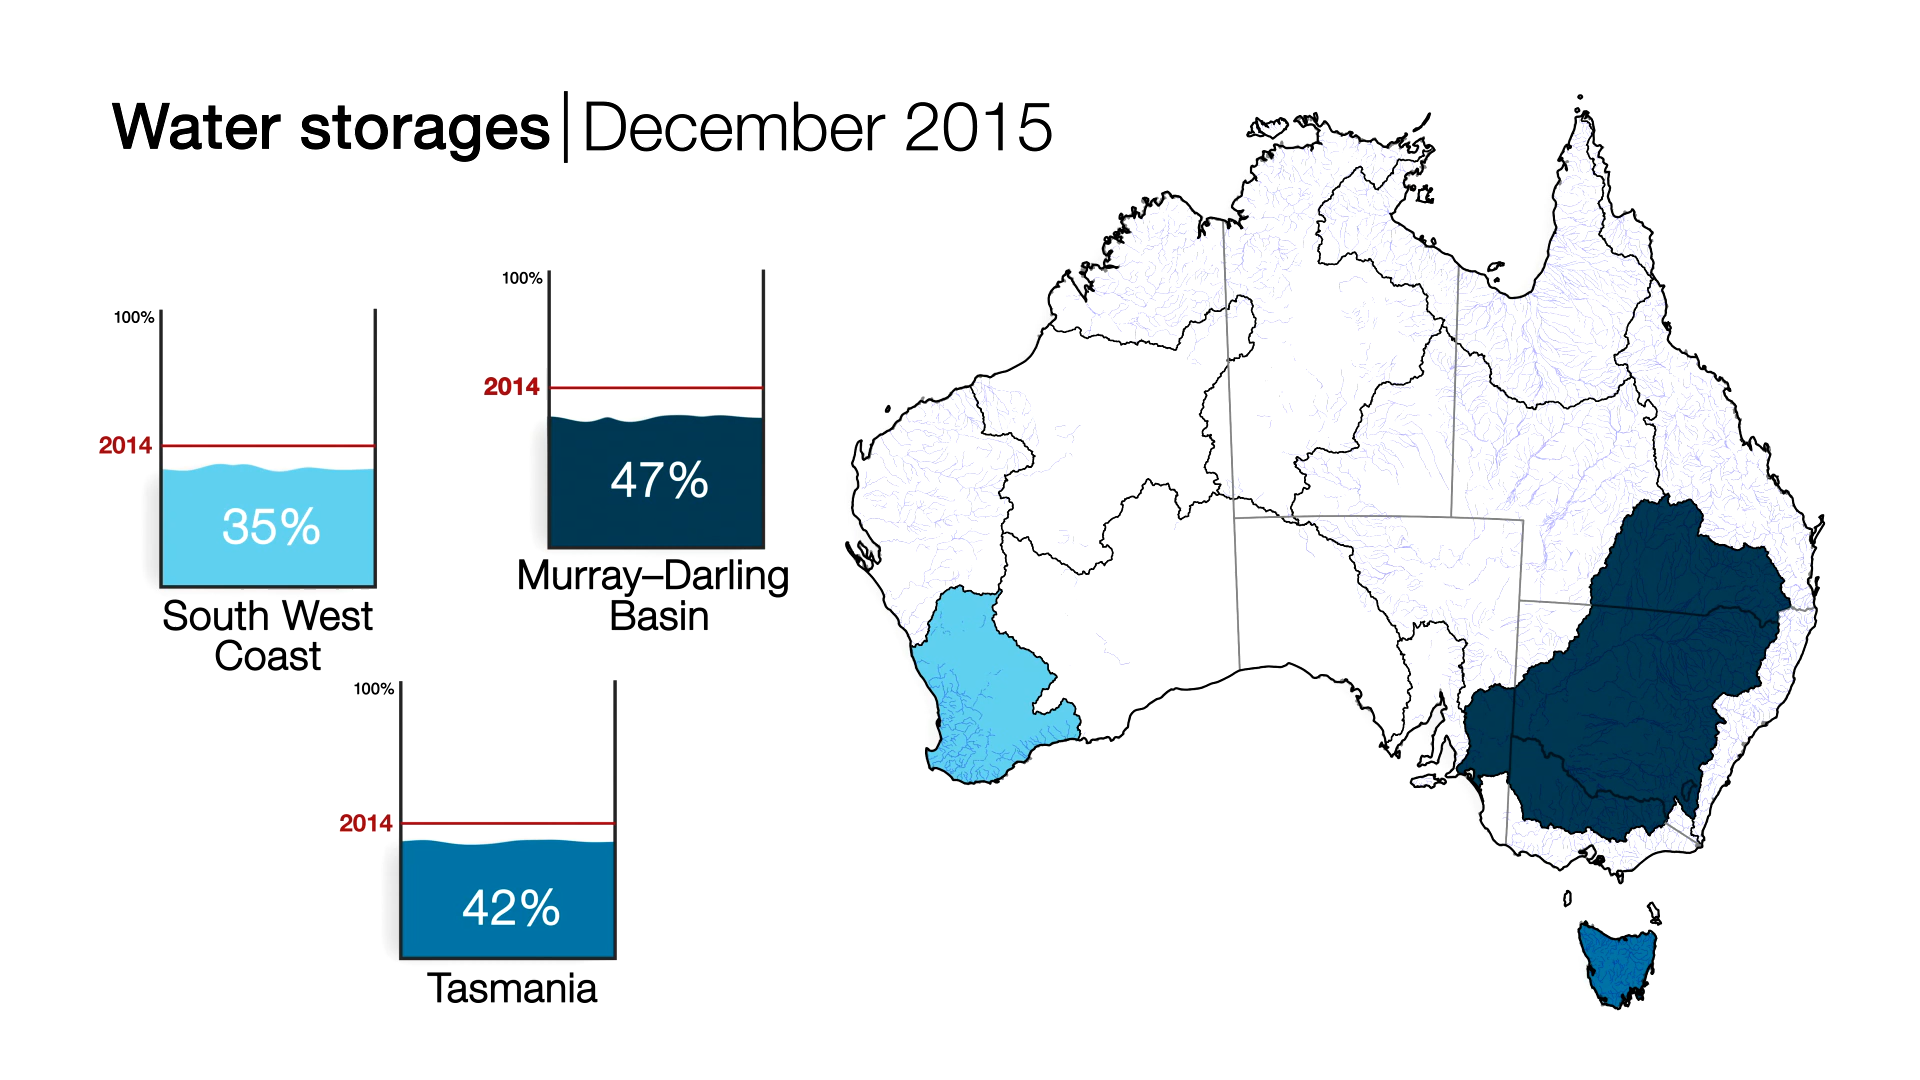 Water storages | December 2015
100%
2014
35%
South West
Coast
100%
2014
47%
Murray–Darling
Basin
100%
2014
42%
Tasmania